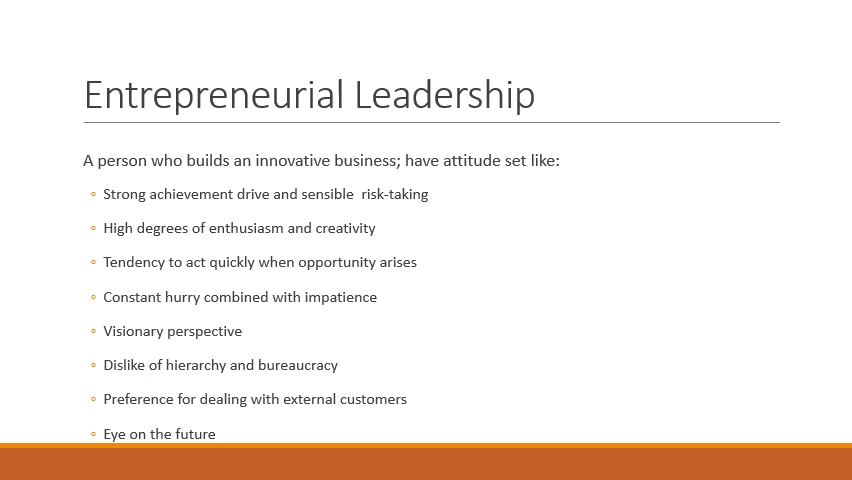 Entrepreneurial Leadership
A person who builds an innovative business; have attitude set like:
◦ Strong achievement drive and sensible  risk-taking
◦ High degrees of enthusiasm and creativity
◦ Tendency to act quickly when opportunity arises
◦ Constant hurry combined with impatience
◦ Visionary perspective
◦ Dislike of hierarchy and bureaucracy
◦ Preference for dealing with external customers
◦ Eye on the future